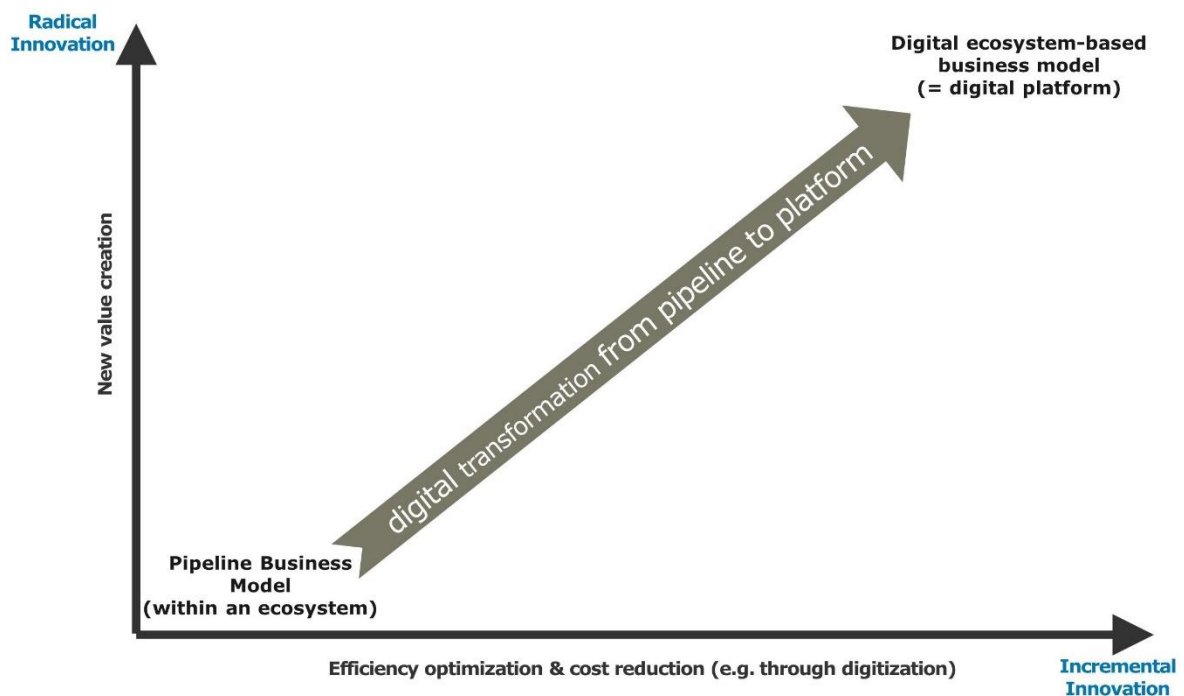 Radical
Innovation
Digital ecosystem-based
business model
(= digital platform)
New value creation
digital transformation from pipeline to platform
Pipeline Business
Model
(within an ecosystem)
Efficiency optimization & cost reduction (e.g. through digitization)
Incremental
Innovation